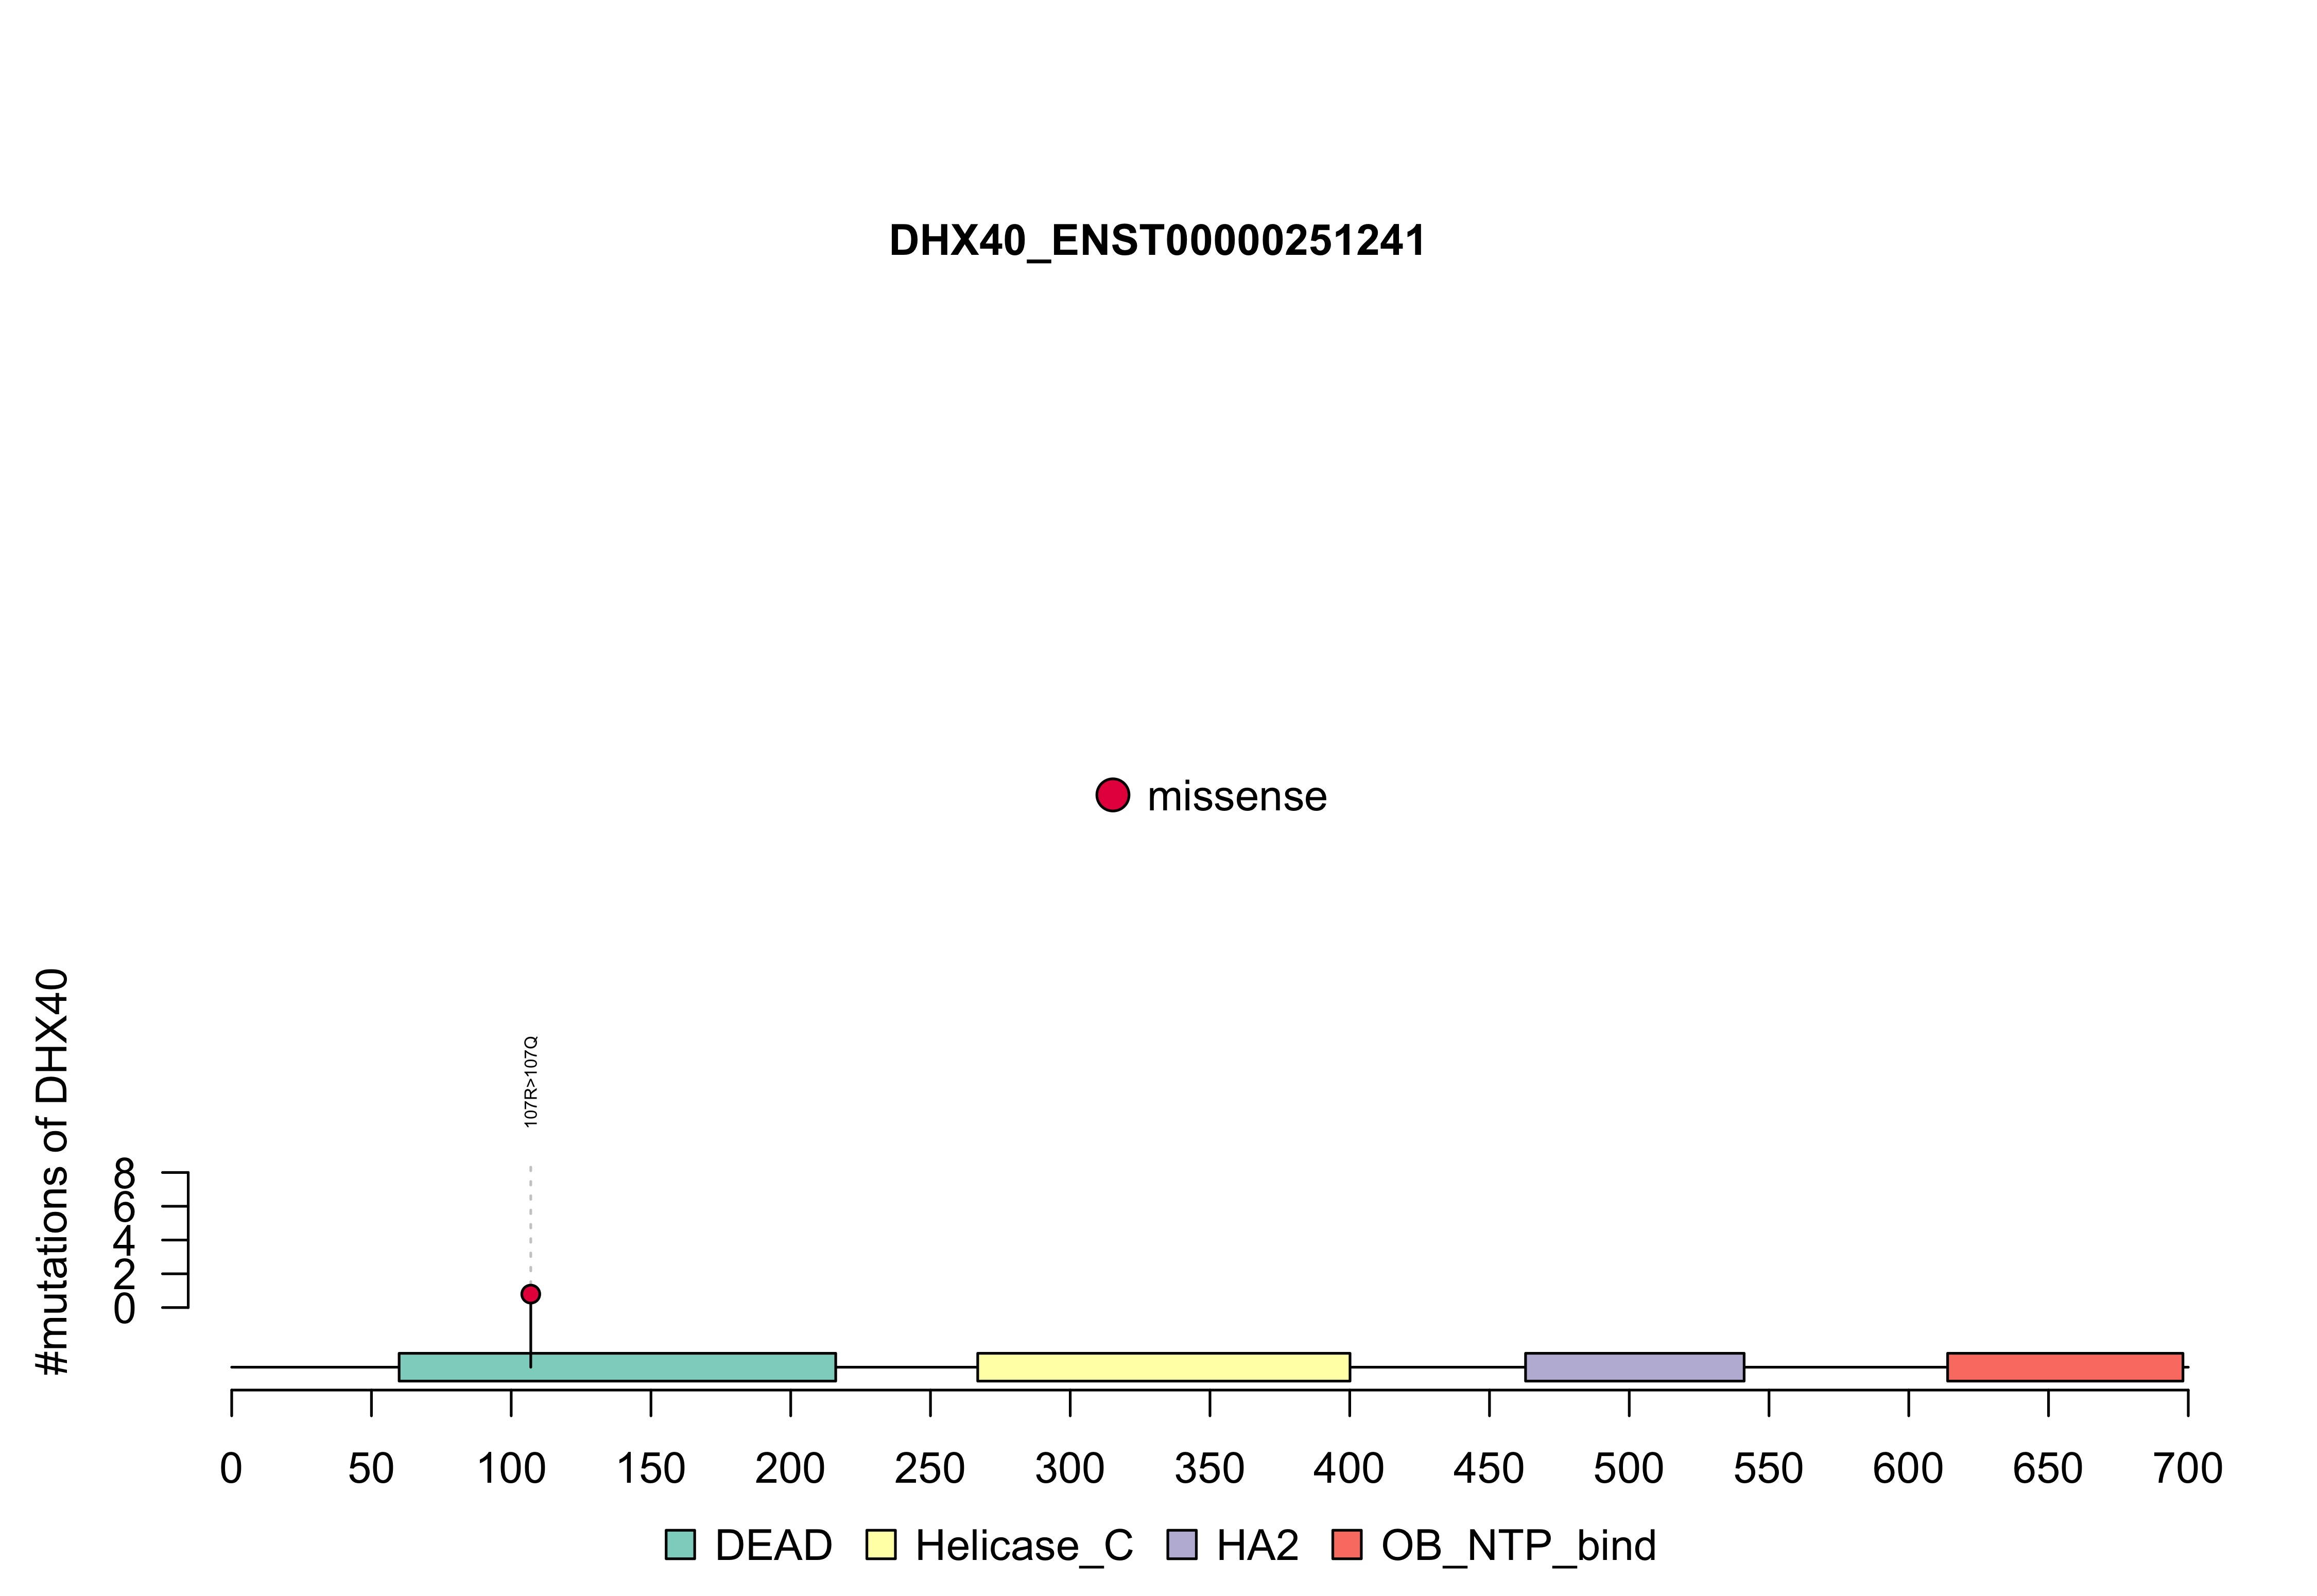 DHX40_ENST00000251241
missense
#mutations of DHX40
107R>107Q
8
6
4
2
0
0 50 100 150 200 250 300 350 400 450 500 550 600 650 700
DEAD Helicase_C HA2 OB_NTP_bind